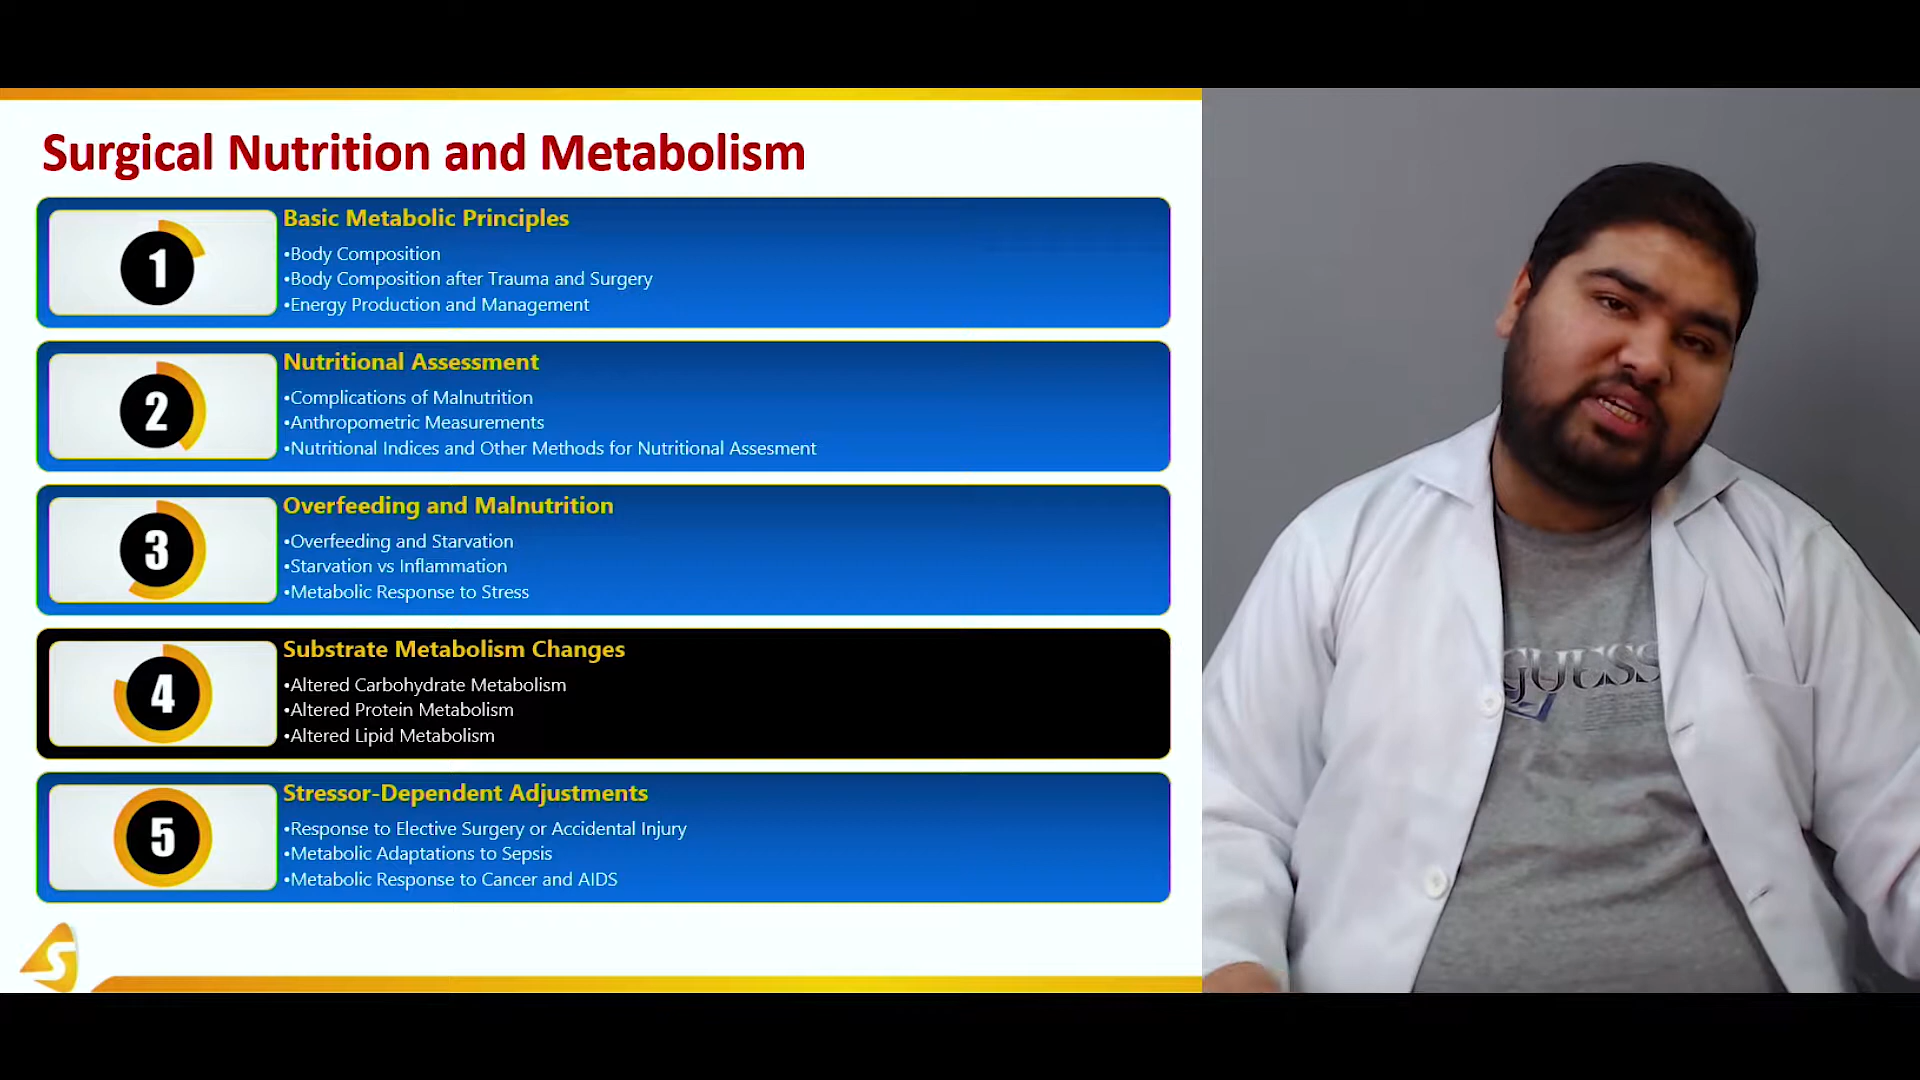 Surgical Nutrition and Metabolism
1
Basic Metabolic Principles
•Body Composition
•Body Composition after Trauma and Surgery
•Energy Production and Management
2
Nutritional Assessment
•Complications of Malnutrition
•Anthropometric Measurements
•Nutritional Indices and Other Methods for Nutritional Assesment
3
Overfeeding and Malnutrition
•Overfeeding and Starvation
•Starvation vs Inflammation
•Metabolic Response to Stress
4
Substrate Metabolism Changes
•Altered Carbohydrate Metabolism
•Altered Protein Metabolism
•Altered Lipid Metabolism
5
Stressor-Dependent Adjustments
•Response to Elective Surgery or Accidental Injury
•Metabolic Adaptations to Sepsis
•Metabolic Response to Cancer and AIDS
S
GUESS